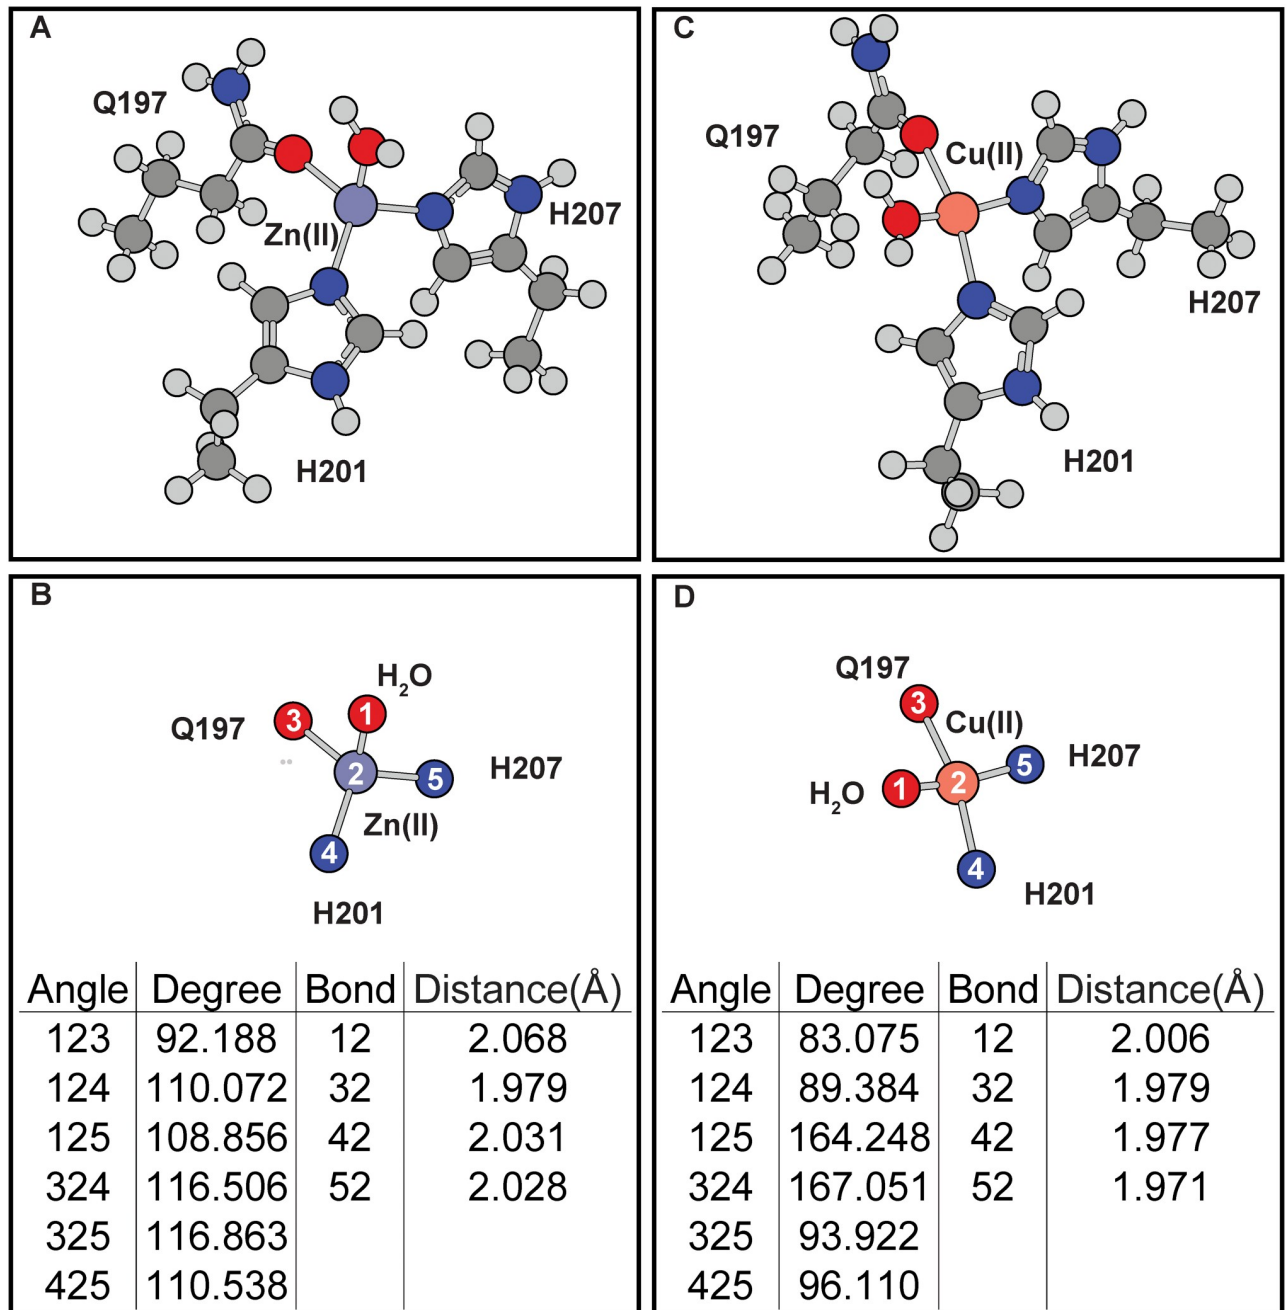 A
Q197
Zn(II)
H207
H201
C
Q197
Cu(II)
H207
H201
B
H₂O
Q197
3
1
2
5
H207
Zn(II)
4
H201
Angle Degree Bond Distance(Å)
123 92.188 12 2.068
124 110.072 32 1.979
125 108.856 42 2.031
324 116.506 52 2.028
325 116.863
425 110.538
D
Q197
3
Cu(II)
H207
5
H₂O
1
2
4
H201
Angle Degree Bond Distance(Å)
123 83.075 12 2.006
124 89.384 32 1.979
125 164.248 42 1.977
324 167.051 52 1.971
325 93.922
425 96.110